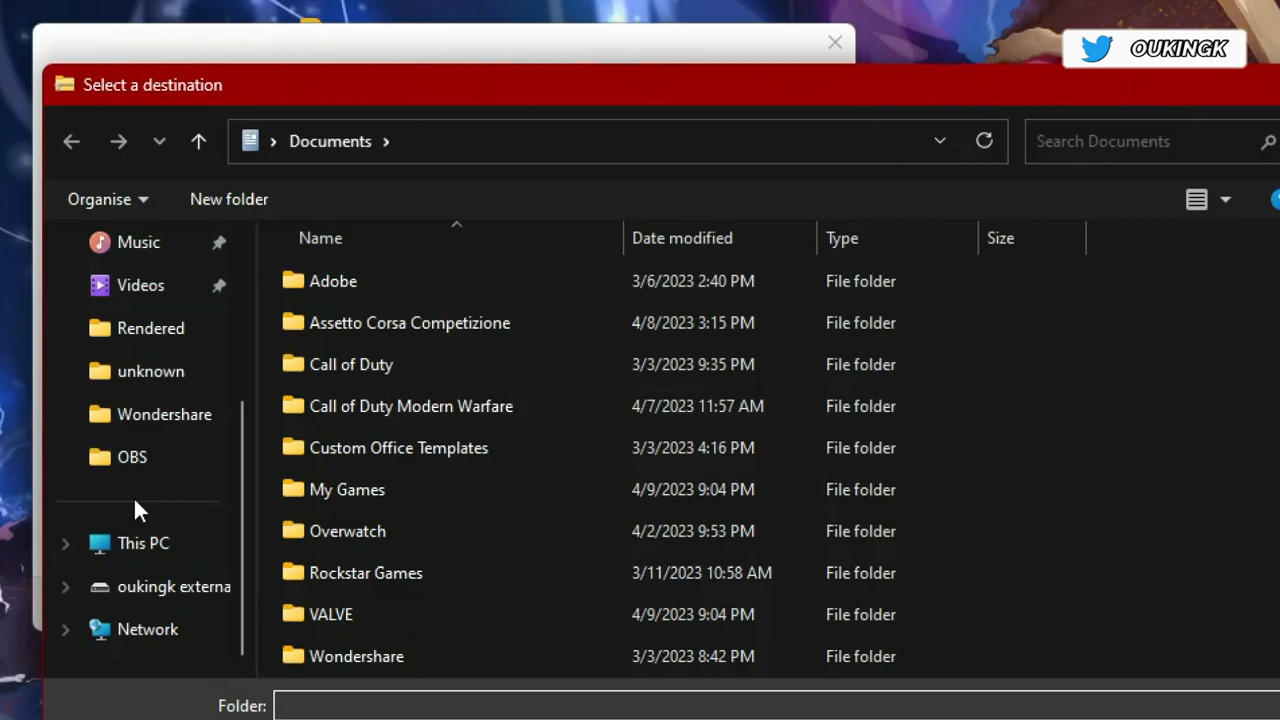 OUKINGK
Select a destination
Documents
Search Documents
Organise
New folder
Name
Date modified
Type
Size
Music
Videos
Rendered
unknown
Wondershare
OBS
This PC
oukingk externa
Network
Adobe 3/6/2023 2:40 PM File folder
Assetto Corsa Competizione 4/8/2023 3:15 PM File folder
Call of Duty 3/3/2023 9:35 PM File folder
Call of Duty Modern Warfare 4/7/2023 11:57 AM File folder
Custom Office Templates 3/3/2023 4:16 PM File folder
My Games 4/9/2023 9:04 PM File folder
Overwatch 4/2/2023 9:53 PM File folder
Rockstar Games 3/11/2023 10:58 AM File folder
VALVE 4/9/2023 9:04 PM File folder
Wondershare 3/3/2023 8:42 PM File folder
Folder: